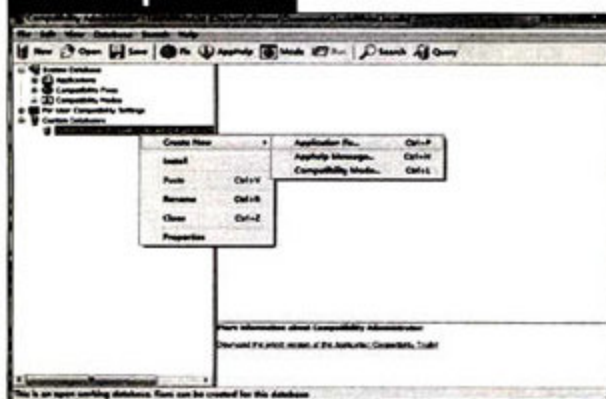 File Edit View Database Search Help
New Open Save Fix AppHelp Mode Run Search Query
System Database
Applications
Compatibility Fixes
Compatibility Modes
Per User Compatibility Settings
Custom Databases
Create New
Install
Paste Ctrl+V
Rename Ctrl+R
Close Ctrl+Z
Properties
Application Fix... Ctrl+P
AppHelp Message... Ctrl+H
Compatibility Mode... Ctrl+L
More information about Compatibility Administrator
Download the latest version of the Application Compatibility Toolkit
This is an open working database. Fixes can be created for this database